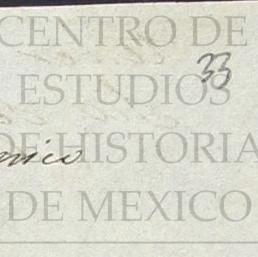 CENTRO DE
33
ESTUDIOS
DE HISTORIA
DE MEXICO